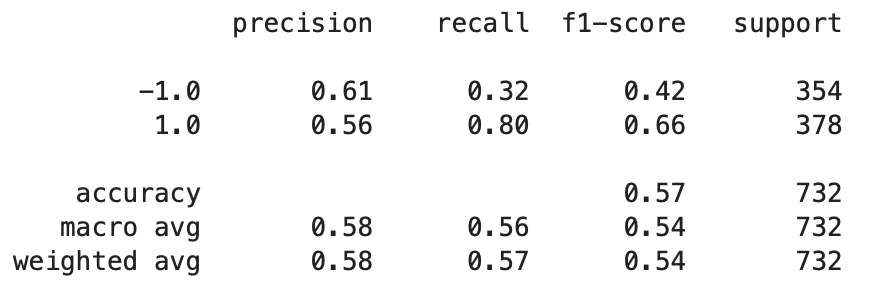 precision recall f1-score support
-1.0 0.61 0.32 0.42 354
1.0 0.56 0.80 0.66 378
accuracy 0.57 732
macro avg 0.58 0.56 0.54 732
weighted avg 0.58 0.57 0.54 732